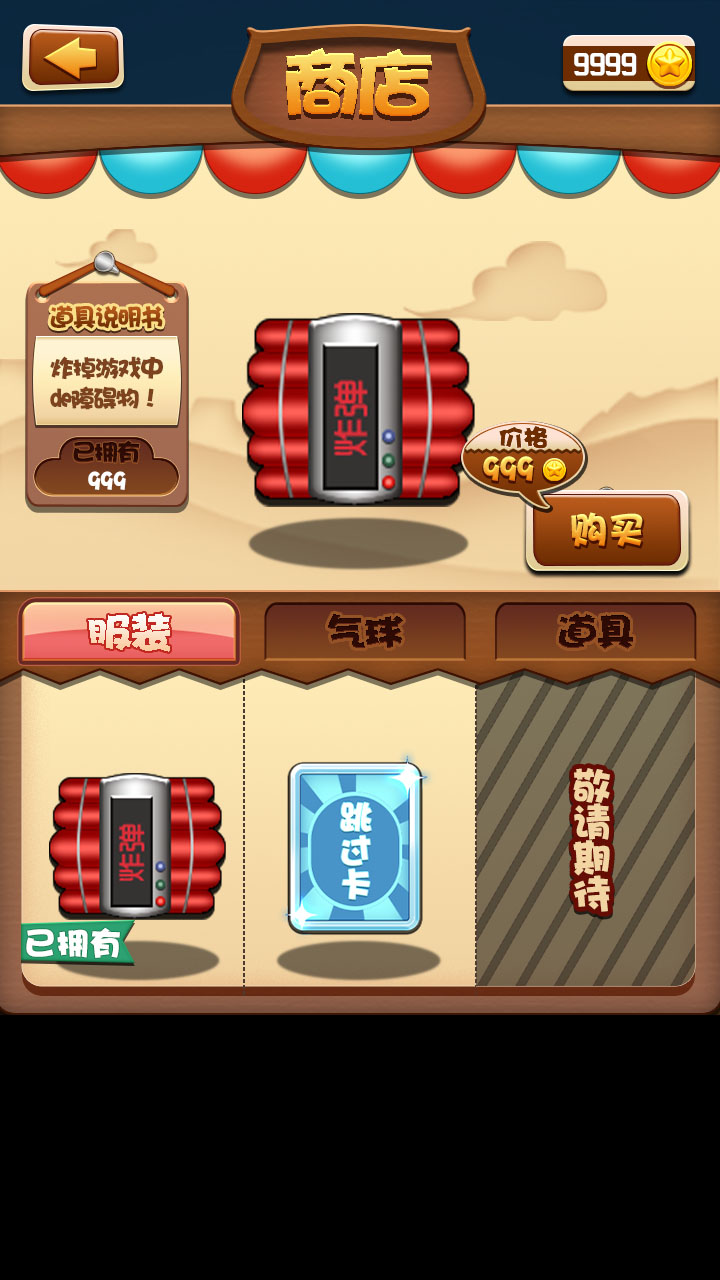 商店
9999
道具说明书
炸掉游戏中
de障碍物！
已拥有
999
炸弹
价格
999
购买
服装
气球
道具
炸弹
已拥有
跳过卡
敬请期待